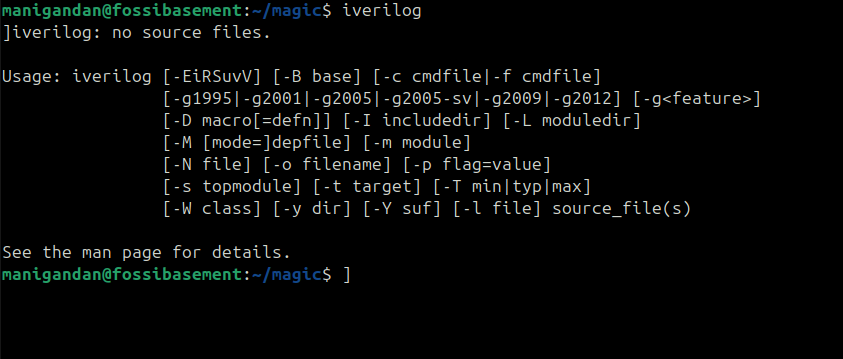 manigandan@fossibasement:~/magic$ iverilog
]iverilog: no source files.
Usage: iverilog [-EiRSuvV] [-B base] [-c cmdfile|-f cmdfile]
[-g1995|-g2001|-g2005|-g2005-sv|-g2009|-g2012] [-g<feature>]
[-D macro[=defn]] [-I includedir] [-L moduledir]
[-M [mode=]depfile] [-m module]
[-N file] [-o filename] [-p flag=value]
[-s topmodule] [-t target] [-T min|typ|max]
[-W class] [-y dir] [-Y suf] [-l file] source_file(s)
See the man page for details.
manigandan@fossibasement:~/magic$ ]